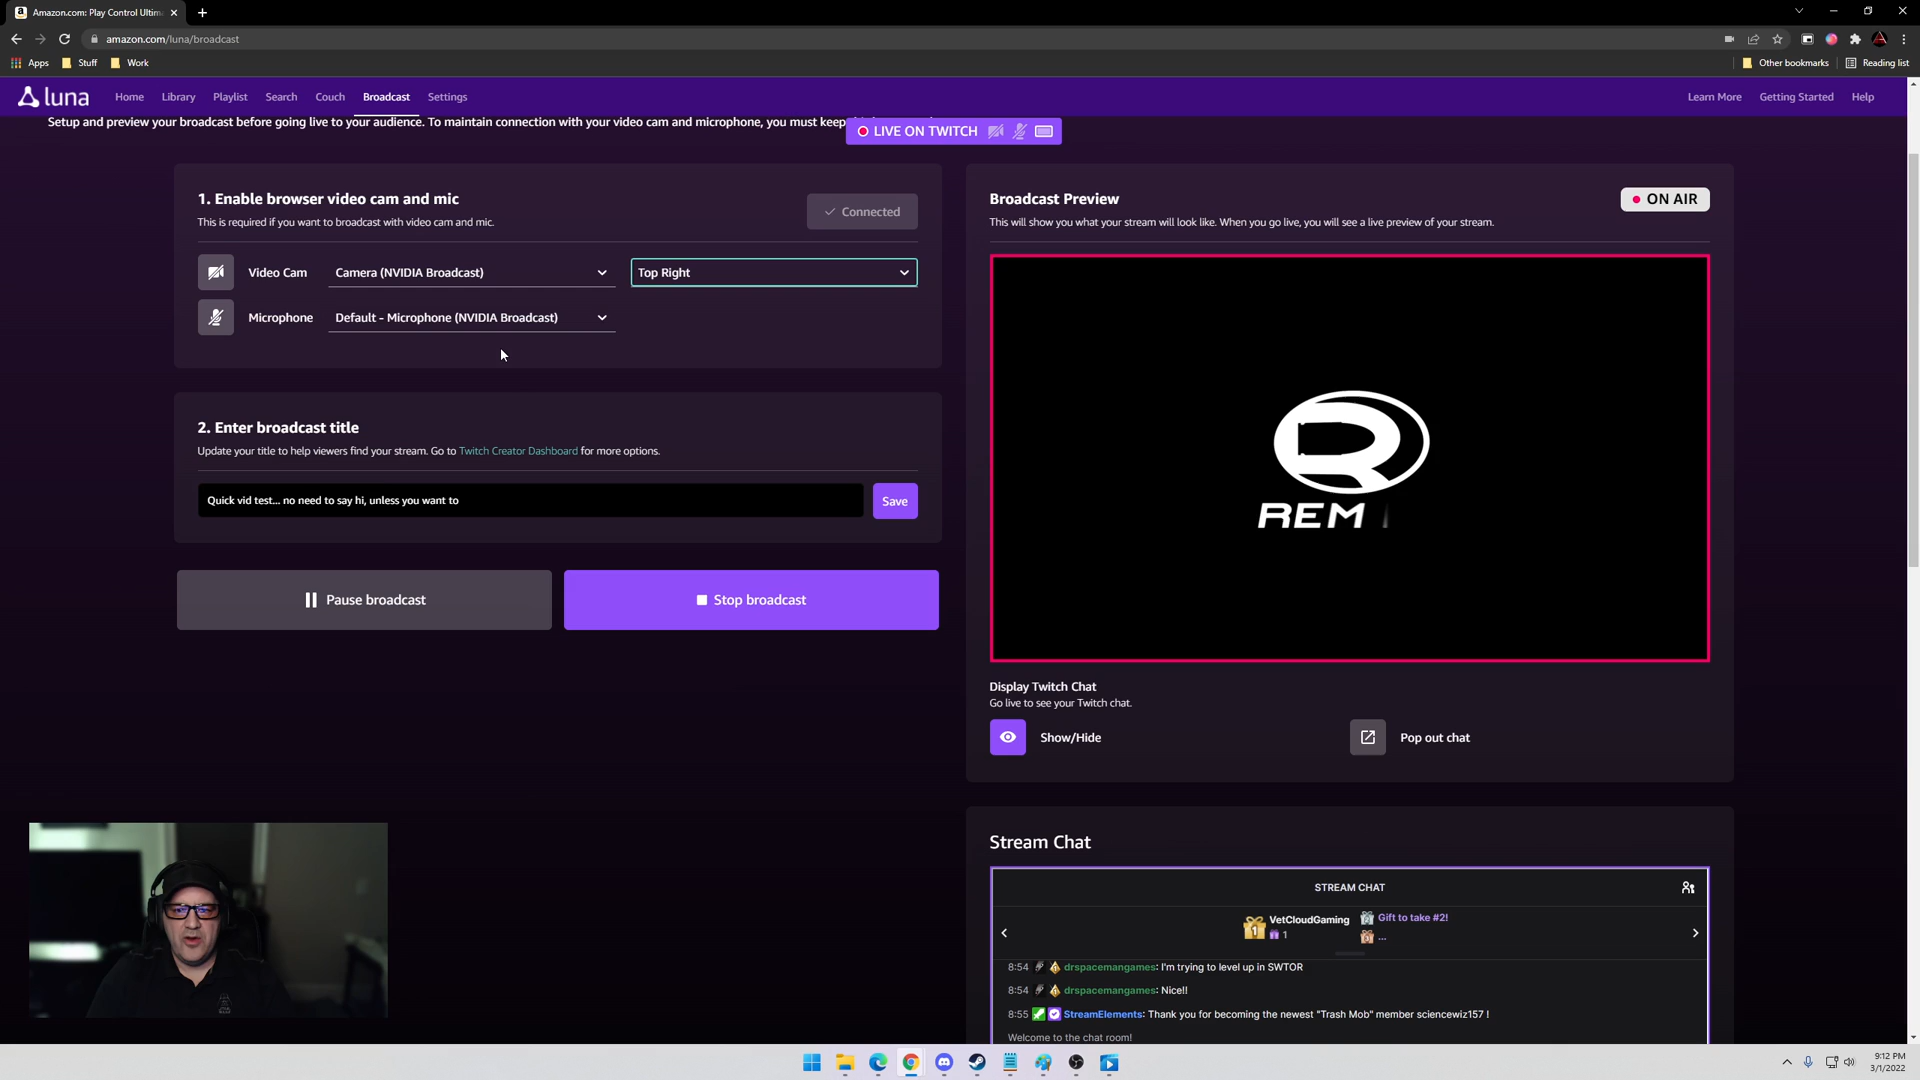 Amazon.com: Play Control Ultim
amazon.com/luna/broadcast
Apps Stuff Work Other bookmarks Reading list
luna Home Library Playlist Search Couch Broadcast Settings Learn More Getting Started Help
Setup and preview your broadcast before going live to your audience. To maintain connection with your video cam and microphone, you must keep
LIVE ON TWITCH
1. Enable browser video cam and mic
This is required if you want to broadcast with video cam and mic.
Connected
Video Cam Camera (NVIDIA Broadcast) Top Right
Microphone Default - Microphone (NVIDIA Broadcast)
2. Enter broadcast title
Update your title to help viewers find your stream. Go to Twitch Creator Dashboard for more options.
Quick vid test... no need to say hi, unless you want to
Save
Pause broadcast
Stop broadcast
Broadcast Preview
ON AIR
This will show you what your stream will look like. When you go live, you will see a live preview of your stream.
R
REM
Display Twitch Chat
Go live to see your Twitch chat.
Show/Hide
Pop out chat
Stream Chat
STREAM CHAT
1 VetCloudGaming Gift to take #2!
1 ...
8:54 drspacemangames: I'm trying to level up in SWTOR
8:54 drspacemangames: Nice!!
8:55 StreamElements: Thank you for becoming the newest "Trash Mob" member sciencewiz157 !
Welcome to the chat room!
9:12 PM
3/1/2022